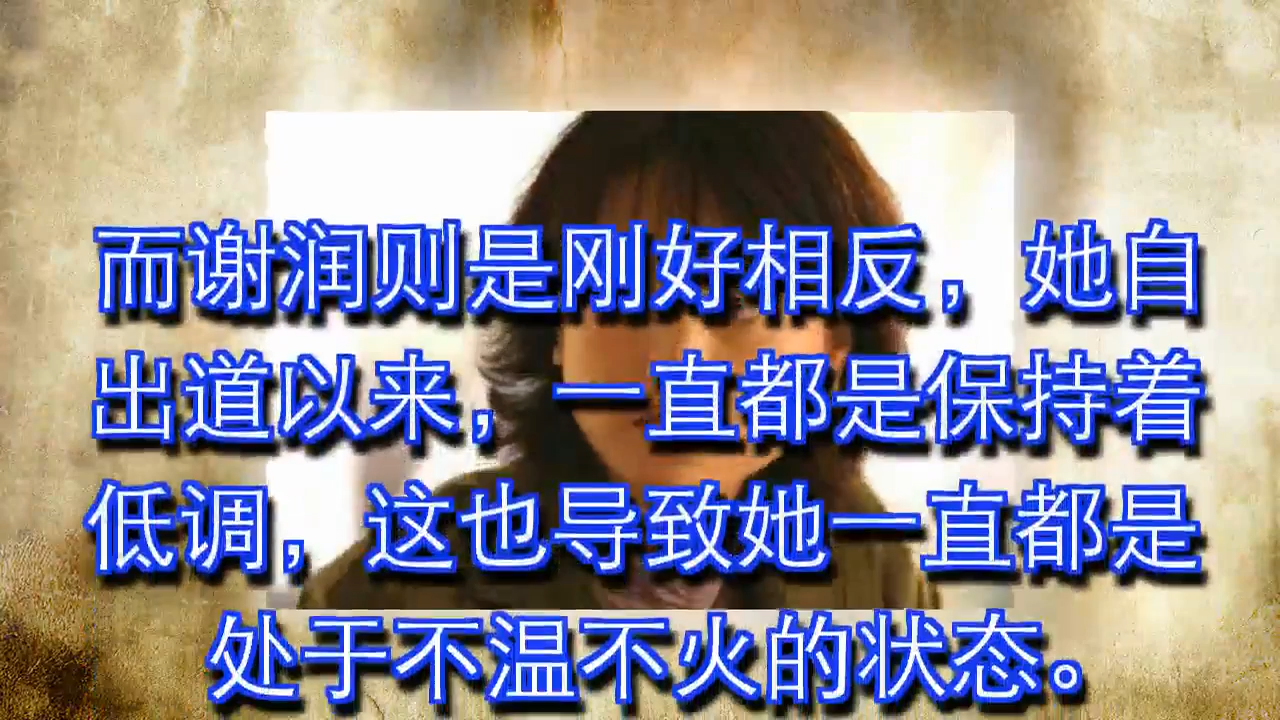 而谢润则是刚好相反，她自
出道以来，一直都是保持着
低调，这也导致她一直都是
处于不温不火的状态。